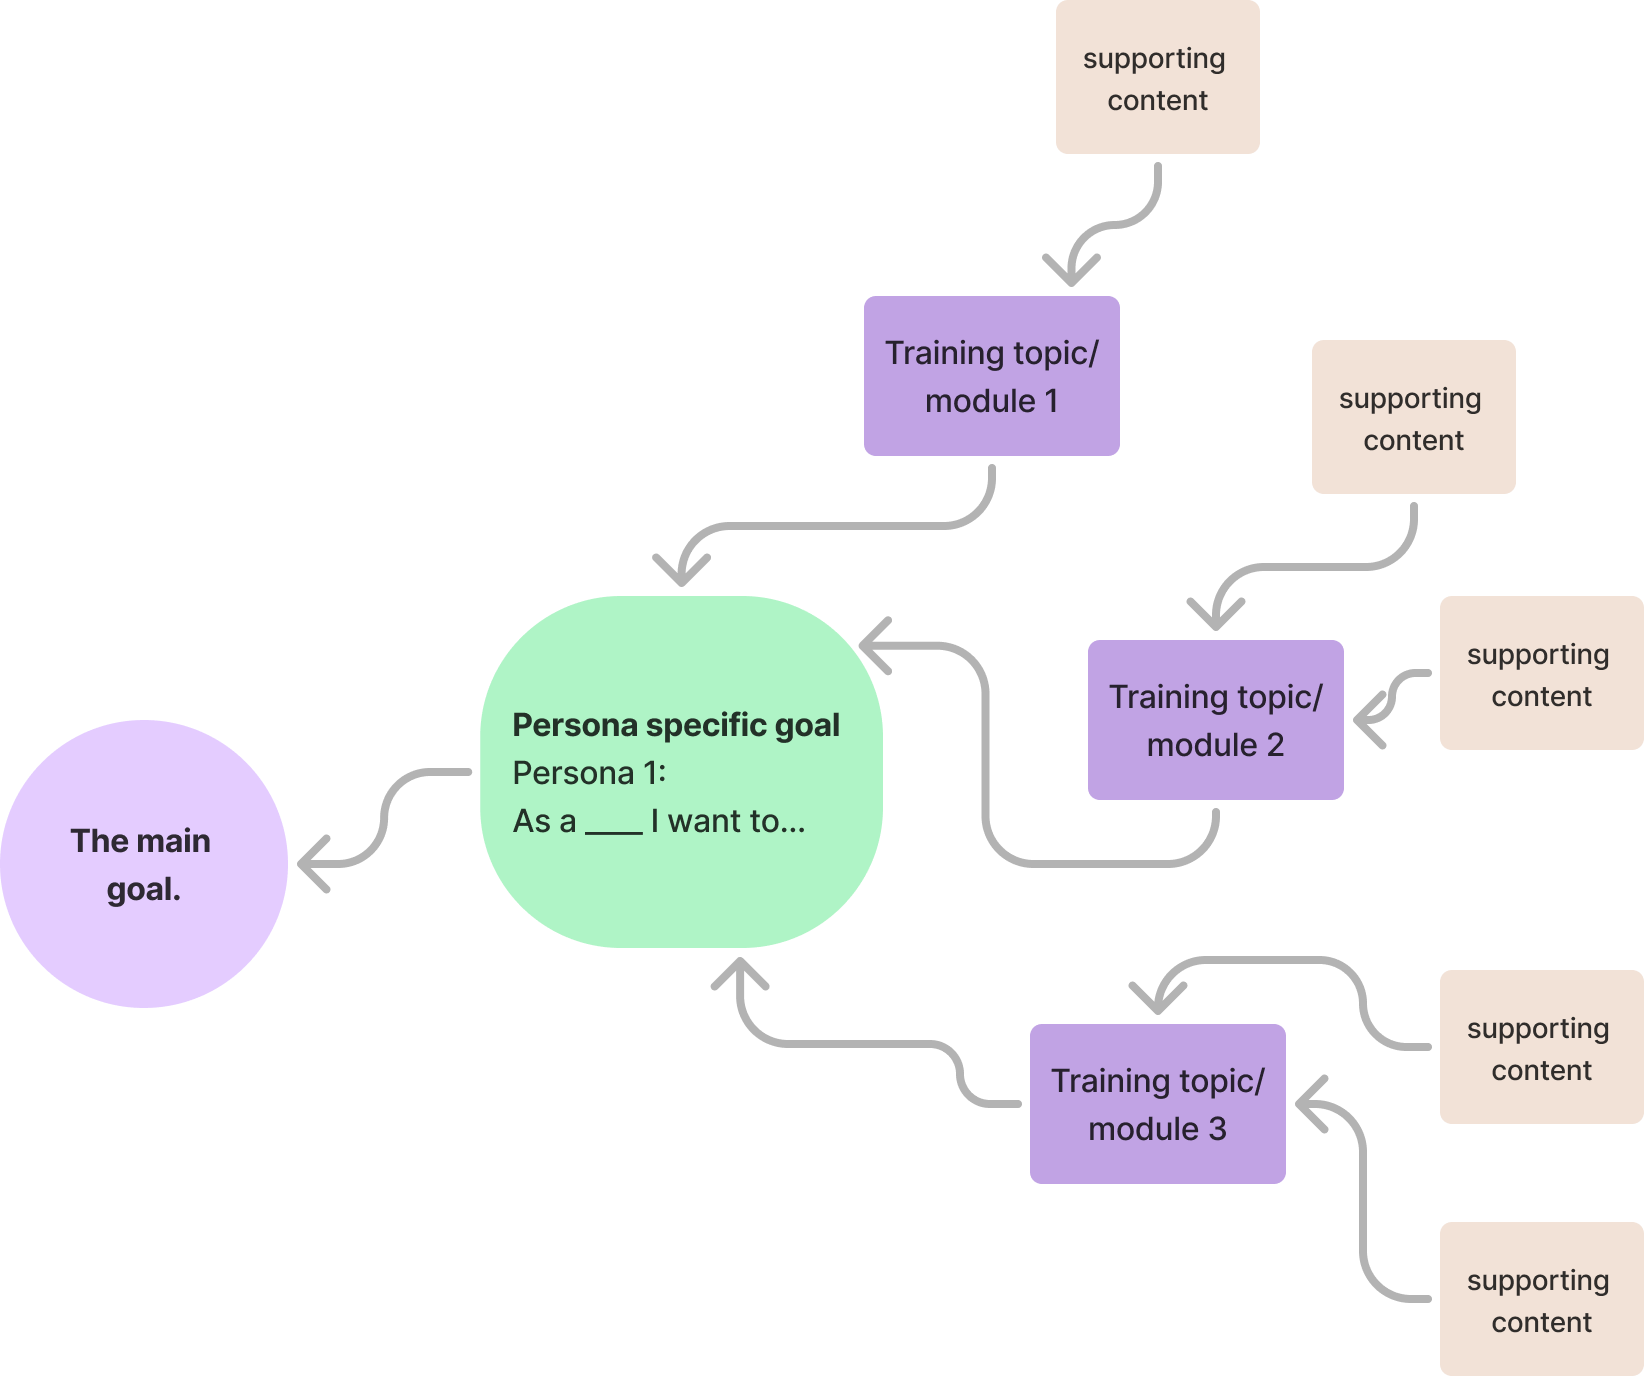 supporting
content
Training topic/
module 1
supporting
content
supporting
content
Training topic/
module 2
Persona specific goal
Persona 1:
As a ____ I want to...
The main
goal.
supporting
content
Training topic/
module 3
supporting
content